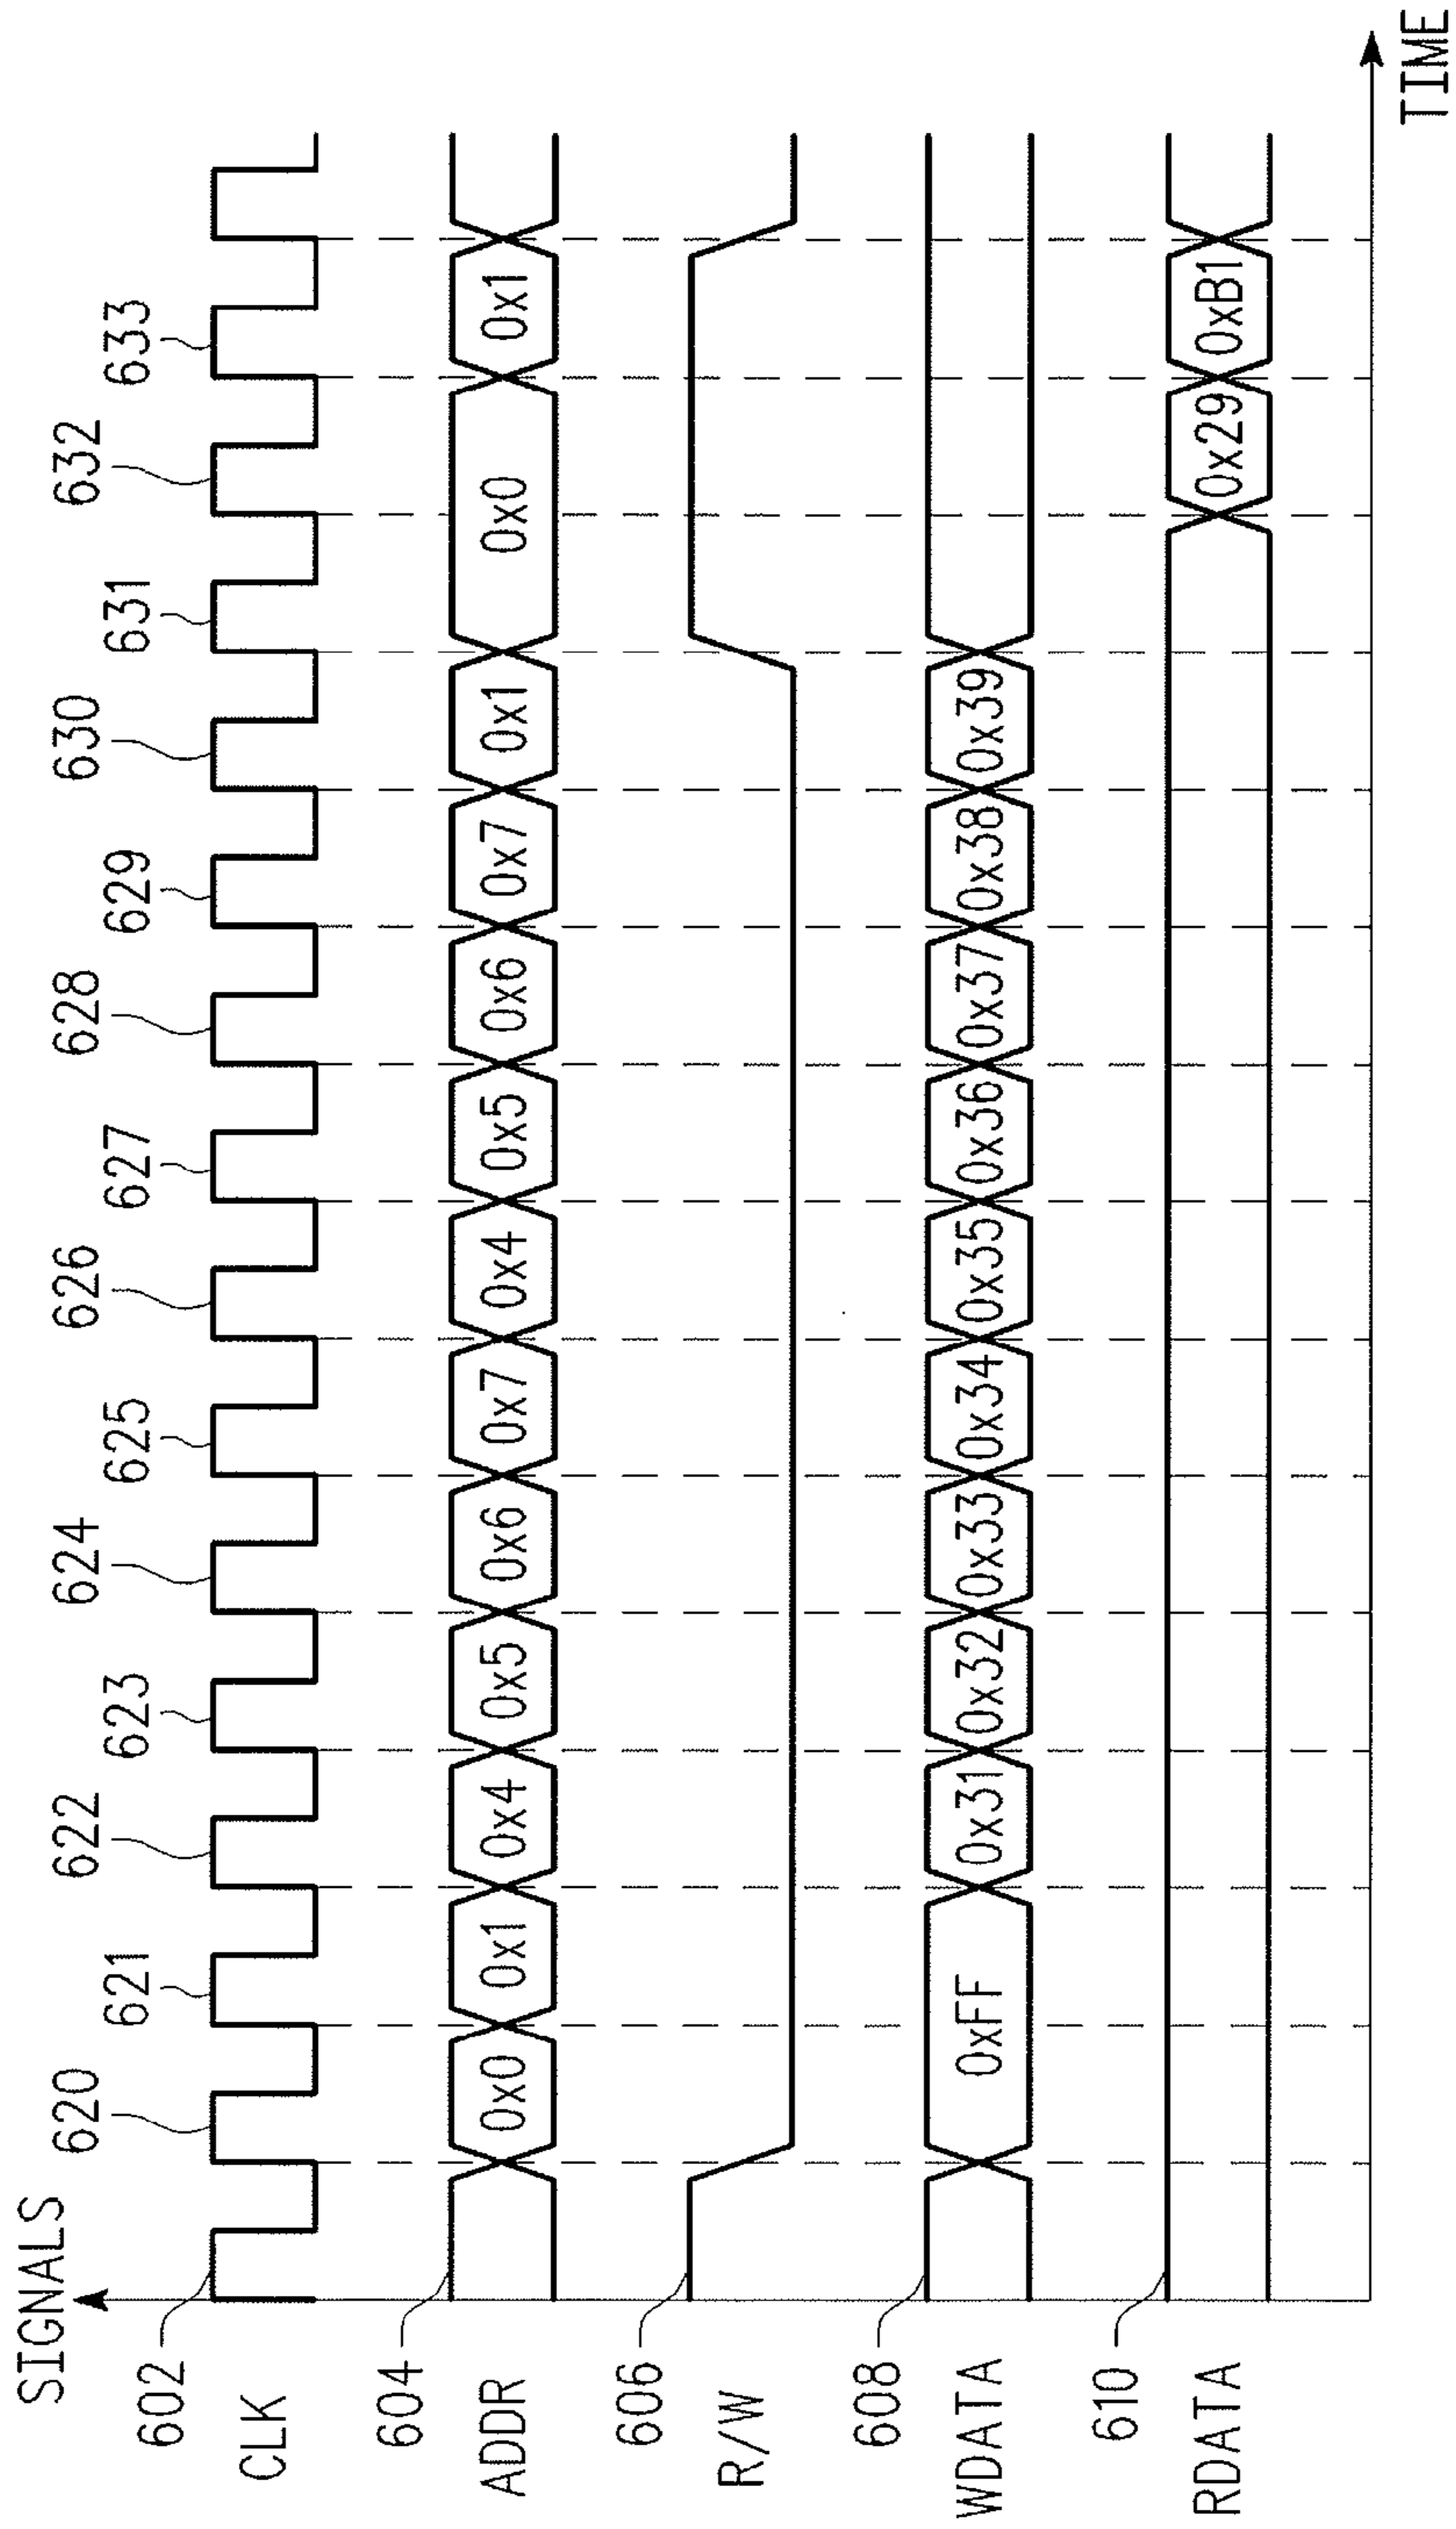 SIGNALS
620 621 622 623 624 625 626 627 628 629 630 631 632 633
602
CLK
604
ADDR 0x0 0x1 0x4 0x5 0x6 0x7 0x4 0x5 0x6 0x7 0x1 0x0 0x1
606
R/W
608
WDATA 0xFF 0x31 0x32 0x33 0x34 0x35 0x36 0x37 0x38 0x39
610
RDATA 0x29 0xB1
TIME